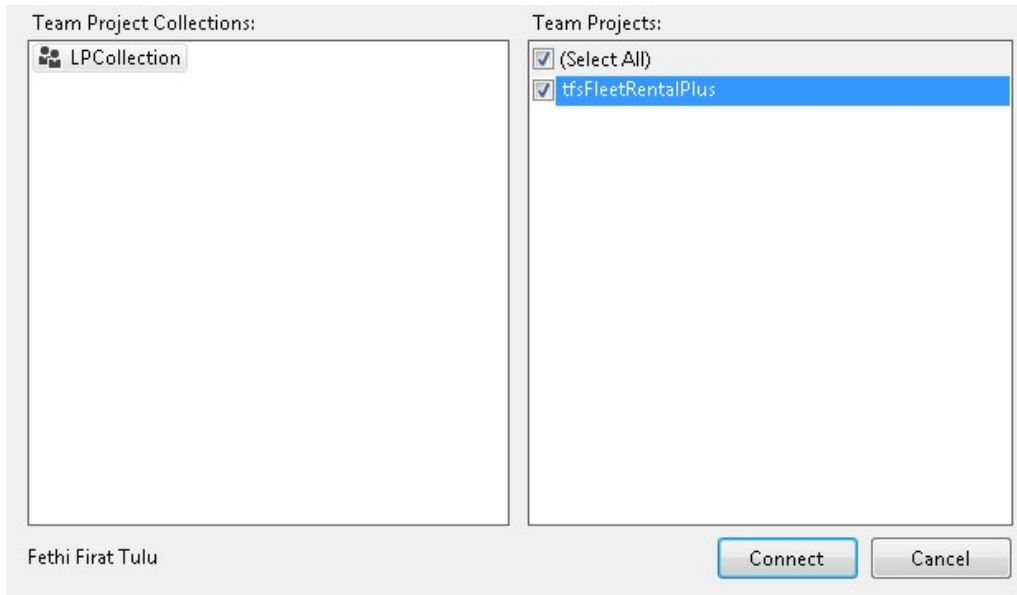 Team Project Collections:
LPCollection
Team Projects:
(Select All)
tfsFleetRentalPlus
Fethi Firat Tulu
Connect
Cancel